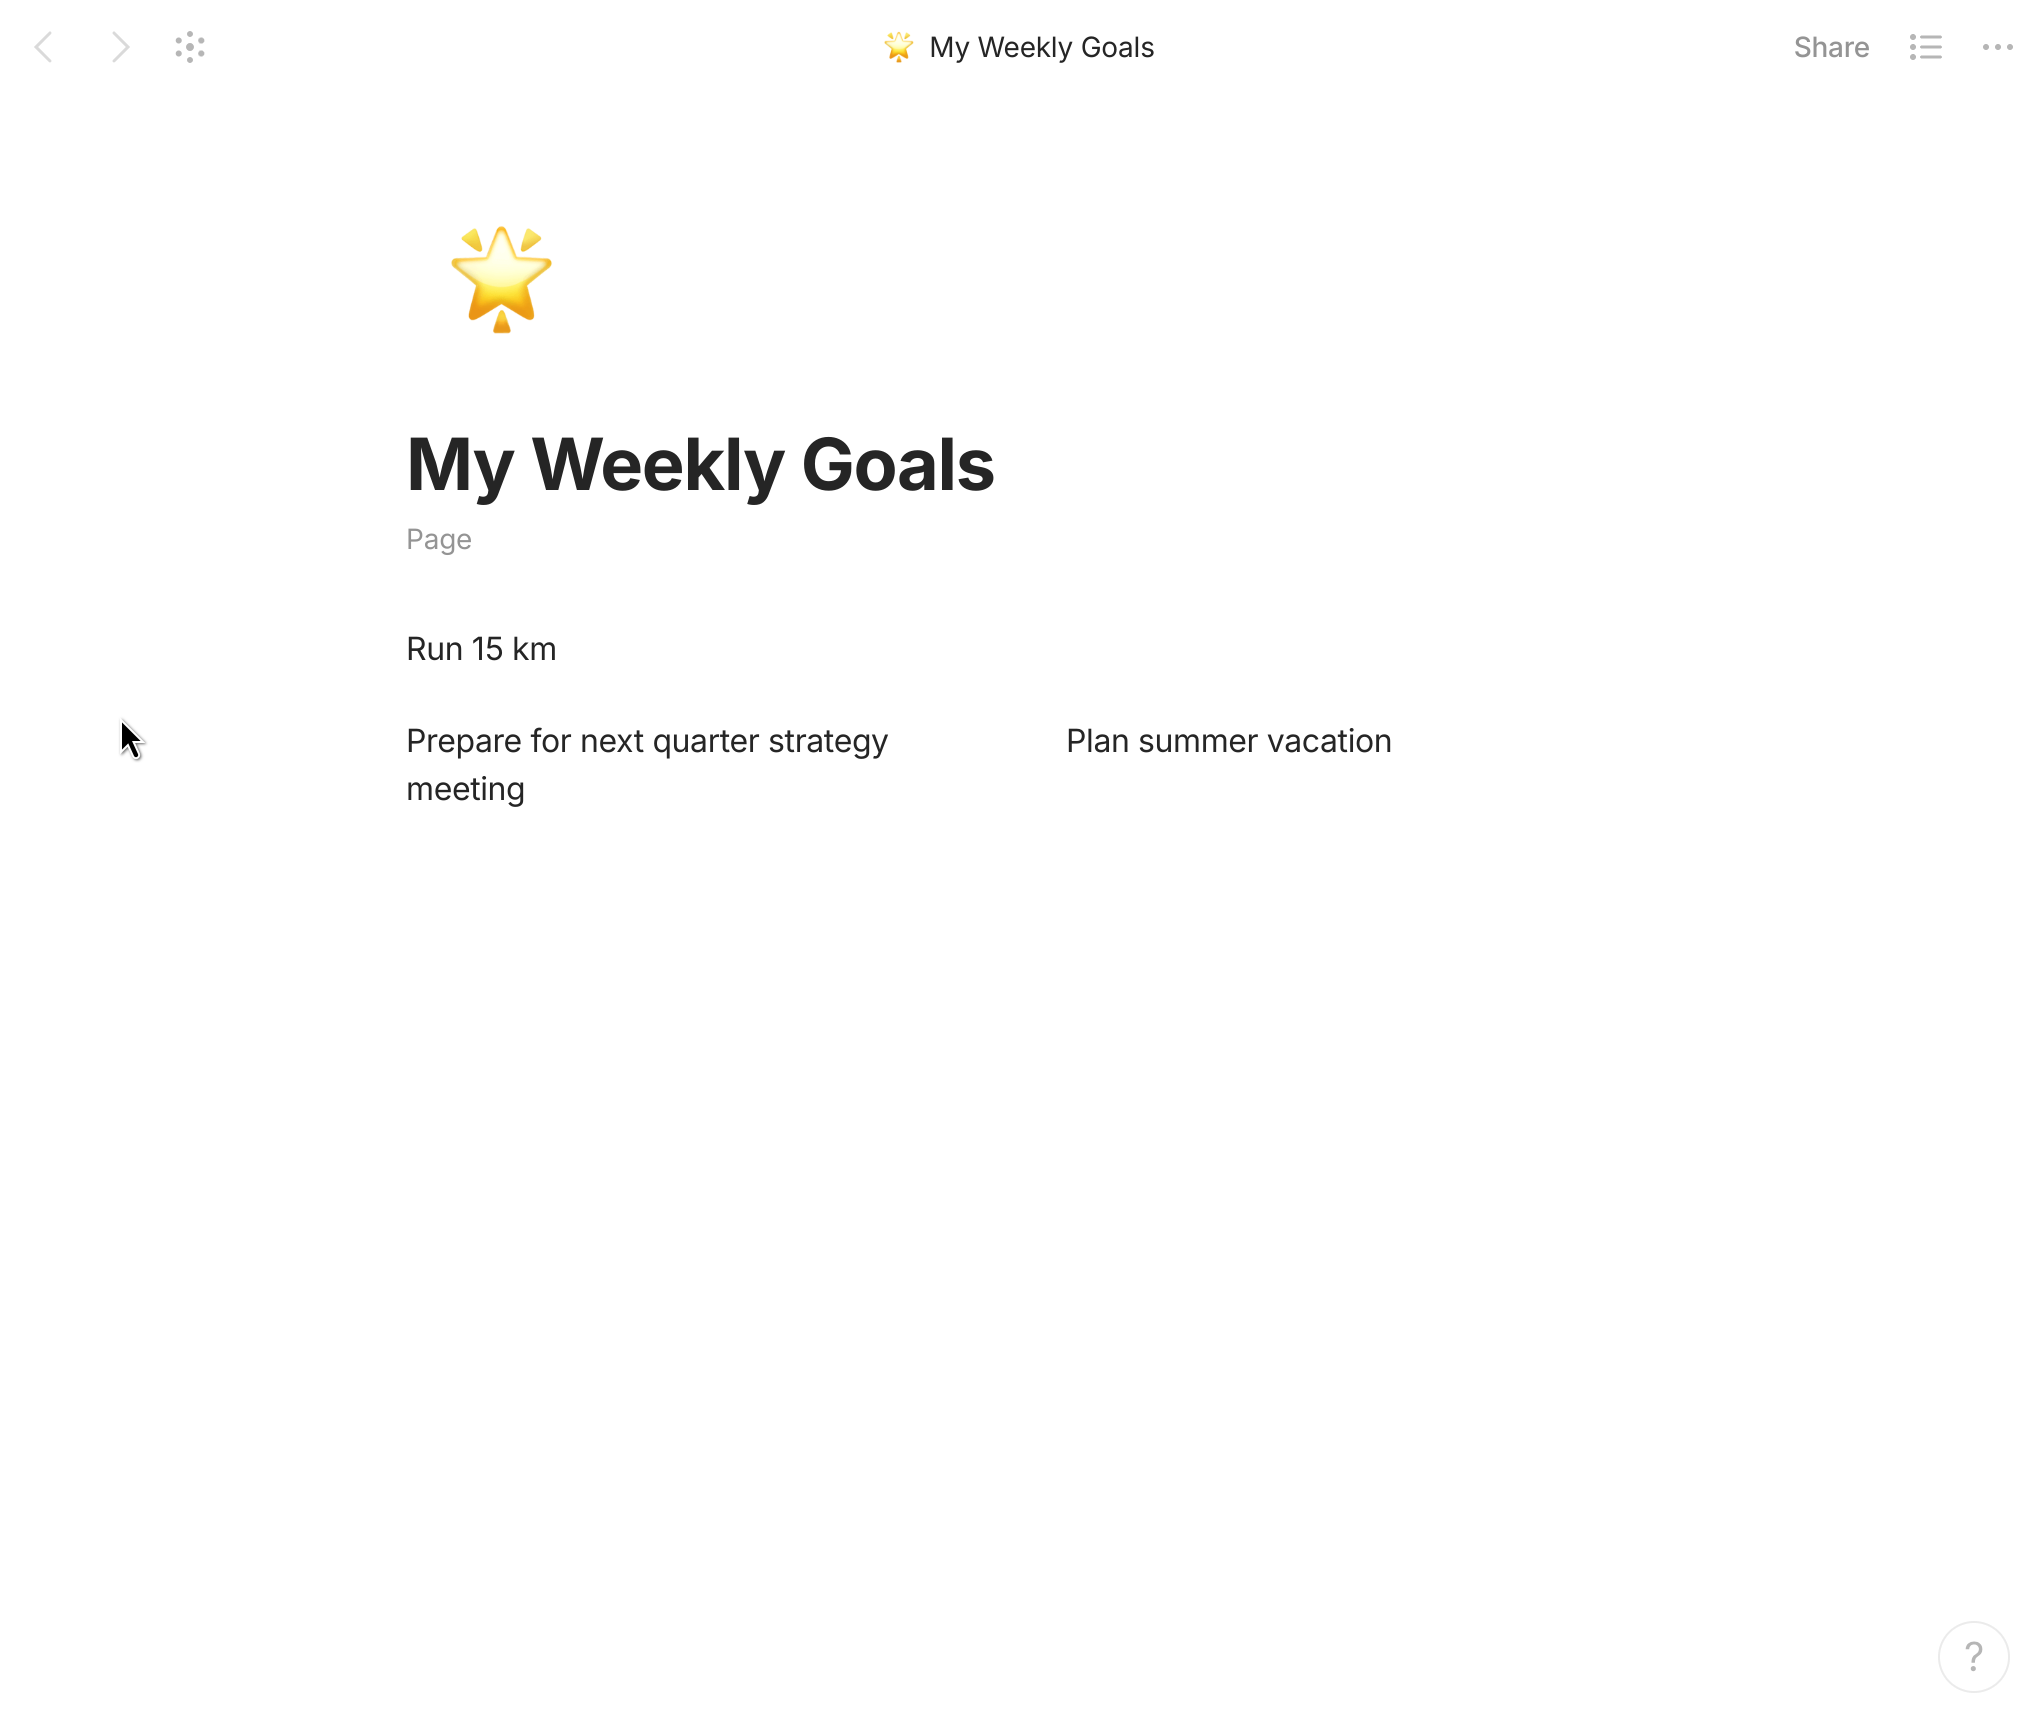 My Weekly Goals
Share
My Weekly Goals
Page
Run 15 km
Prepare for next quarter strategy
meeting
Plan summer vacation
?